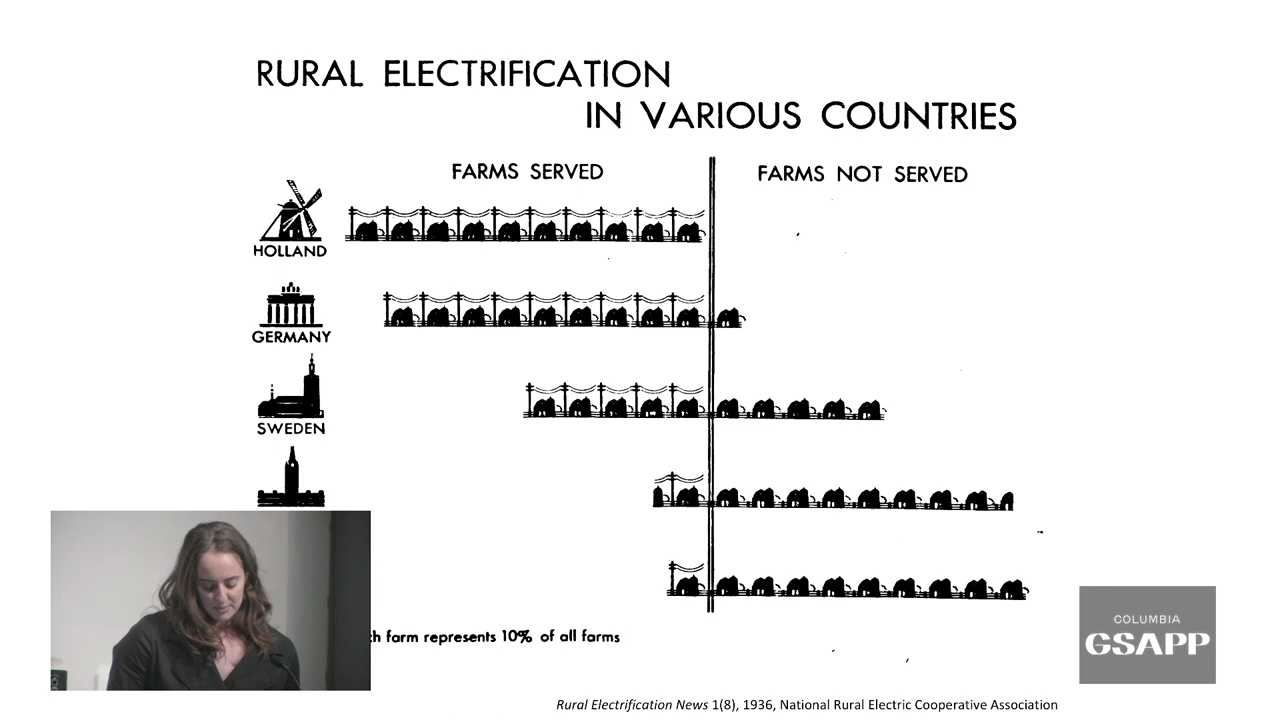 RURAL ELECTRIFICATION
IN VARIOUS COUNTRIES
FARMS SERVED
FARMS NOT SERVED
HOLLAND
GERMANY
SWEDEN
farm represents 10% of all farms
Rural Electrification News 1(8), 1936, National Rural Electric Cooperative Association
COLUMBIA
GSAPP